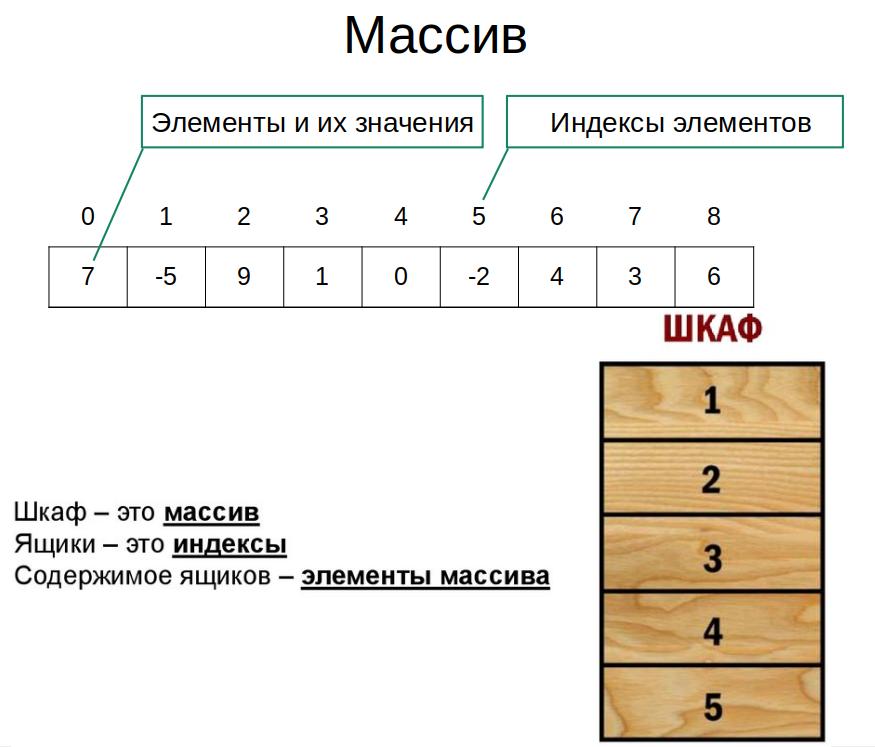 Массив
Элементы и их значения
Индексы элементов
0 1 2 3 4 5 6 7 8
7 -5 9 1 0 -2 4 3 6
ШКАФ
1
2
3
4
5
Шкаф – это массив
Ящики – это индексы
Содержимое ящиков – элементы массива